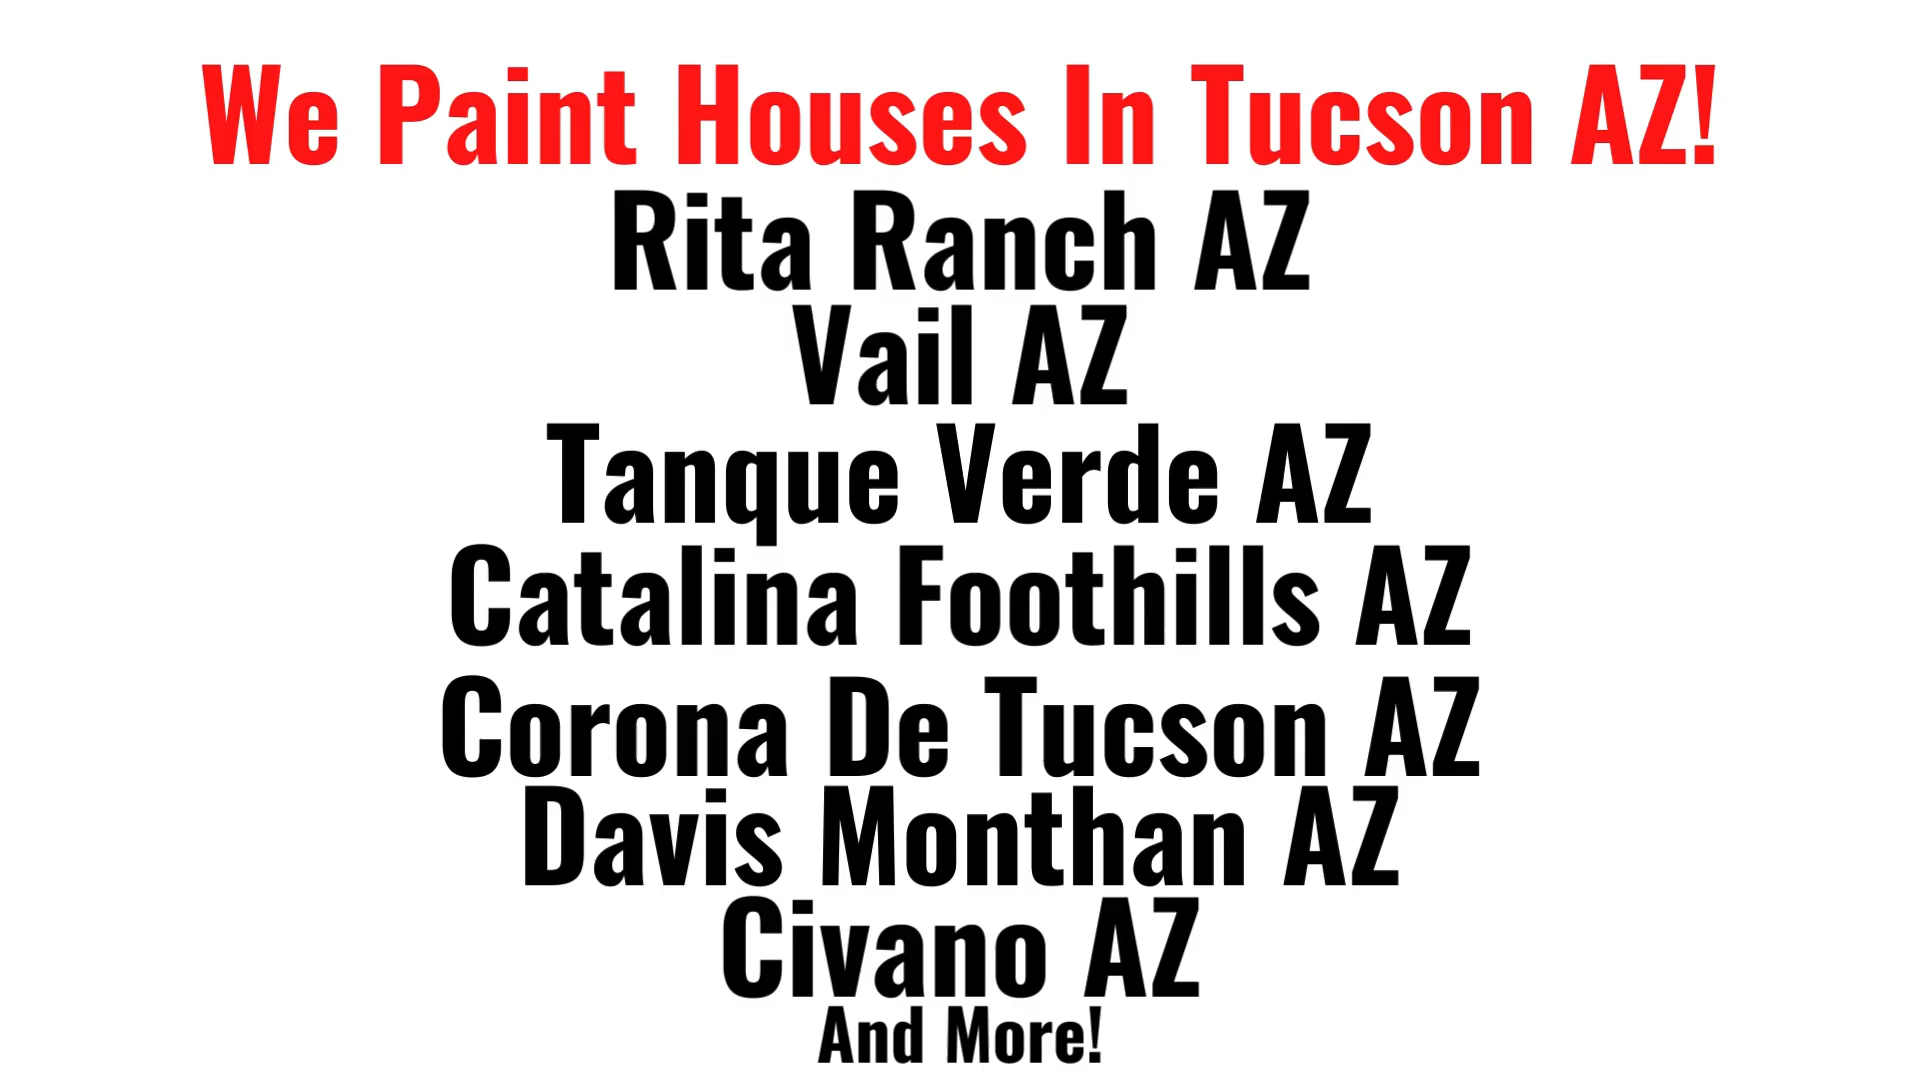 We Paint Houses In Tucson AZ!
Rita Ranch AZ
Vail AZ
Tanque Verde AZ
Catalina Foothills AZ
Corona De Tucson AZ
Davis Monthan AZ
Civano AZ
And More!